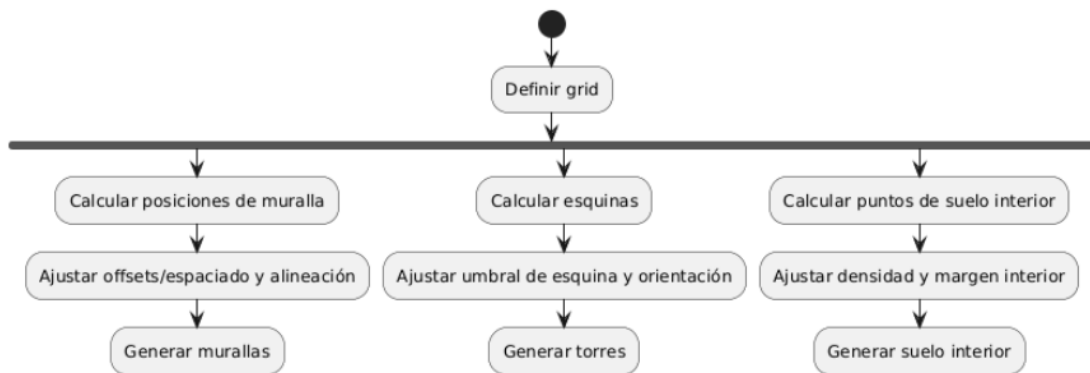 Definir grid
Calcular posiciones de muralla
Calcular esquinas
Calcular puntos de suelo interior
Ajustar offsets/espaciado y alineación
Ajustar umbral de esquina y orientación
Ajustar densidad y margen interior
Generar murallas
Generar torres
Generar suelo interior